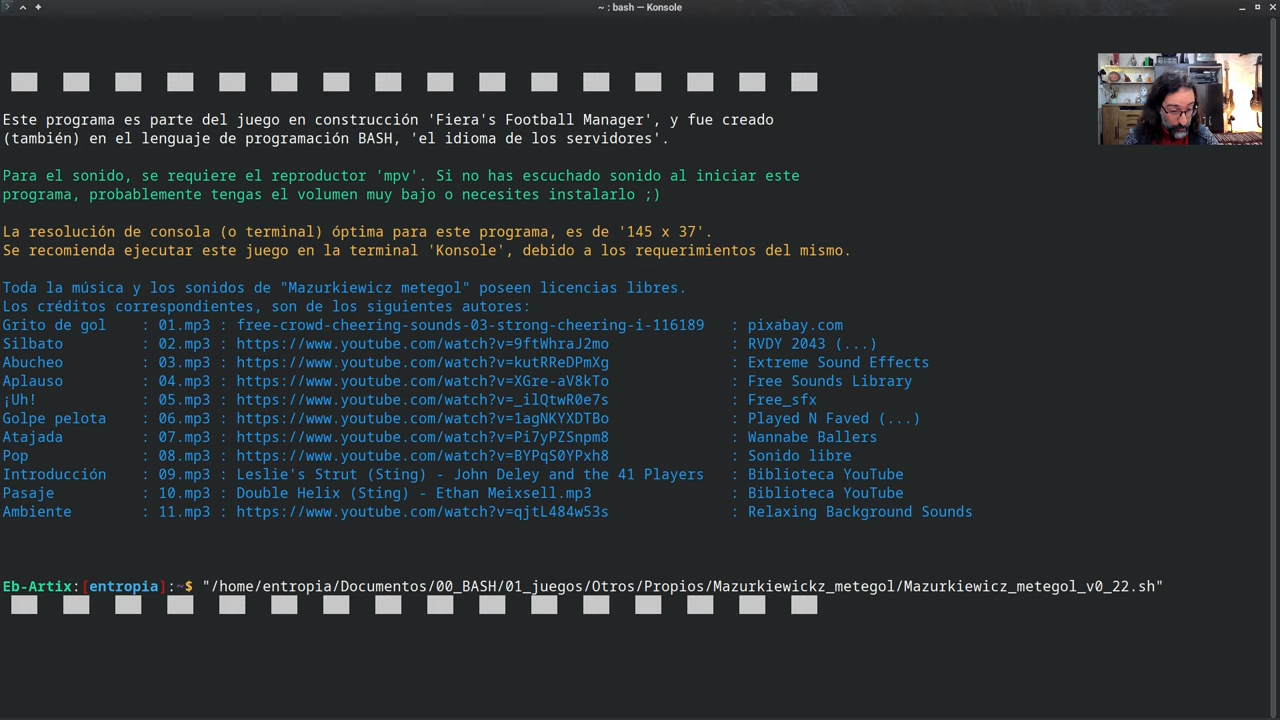 ~ : bash — Konsole
Este programa es parte del juego en construcción 'Fiera's Football Manager', y fue creado
(también) en el lenguaje de programación BASH, 'el idioma de los servidores'.
Para el sonido, se requiere el reproductor 'mpv'. Si no has escuchado sonido al iniciar este
programa, probablemente tengas el volumen muy bajo o necesites instalarlo ;)
La resolución de consola (o terminal) óptima para este programa, es de '145 x 37'.
Se recomienda ejecutar este juego en la terminal 'Konsole', debido a los requerimientos del mismo.
Toda la música y los sonidos de "Mazurkiewicz metegol" poseen licencias libres.
Los créditos correspondientes, son de los siguientes autores:
Grito de gol : 01.mp3 : free-crowd-cheering-sounds-03-strong-cheering-i-116189 : pixabay.com
Silbato : 02.mp3 : https://www.youtube.com/watch?v=9ftWhraJ2mo : RVDY 2043 (...)
Abucheo : 03.mp3 : https://www.youtube.com/watch?v=kutRReDPmXg : Extreme Sound Effects
Aplauso : 04.mp3 : https://www.youtube.com/watch?v=XGre-aV8kTo : Free Sounds Library
¡Uh! : 05.mp3 : https://www.youtube.com/watch?v=_ilQtwR0e7s : Free_sfx
Golpe pelota : 06.mp3 : https://www.youtube.com/watch?v=1agNKYXDTBo : Played N Faved (...)
Atajada : 07.mp3 : https://www.youtube.com/watch?v=Pi7yPZSnpm8 : Wannabe Ballers
Pop : 08.mp3 : https://www.youtube.com/watch?v=BYPqS0YPxh8 : Sonido libre
Introducción : 09.mp3 : Leslie's Strut (Sting) - John Deley and the 41 Players : Biblioteca YouTube
Pasaje : 10.mp3 : Double Helix (Sting) - Ethan Meixsell.mp3 : Biblioteca YouTube
Ambiente : 11.mp3 : https://www.youtube.com/watch?v=qjtL484w53s : Relaxing Background Sounds
Eb-Artix:[entropia]:~$ "/home/entropia/Documentos/00_BASH/01_juegos/Otros/Propios/Mazurkiewickz_metegol/Mazurkiewicz_metegol_v0_22.sh"